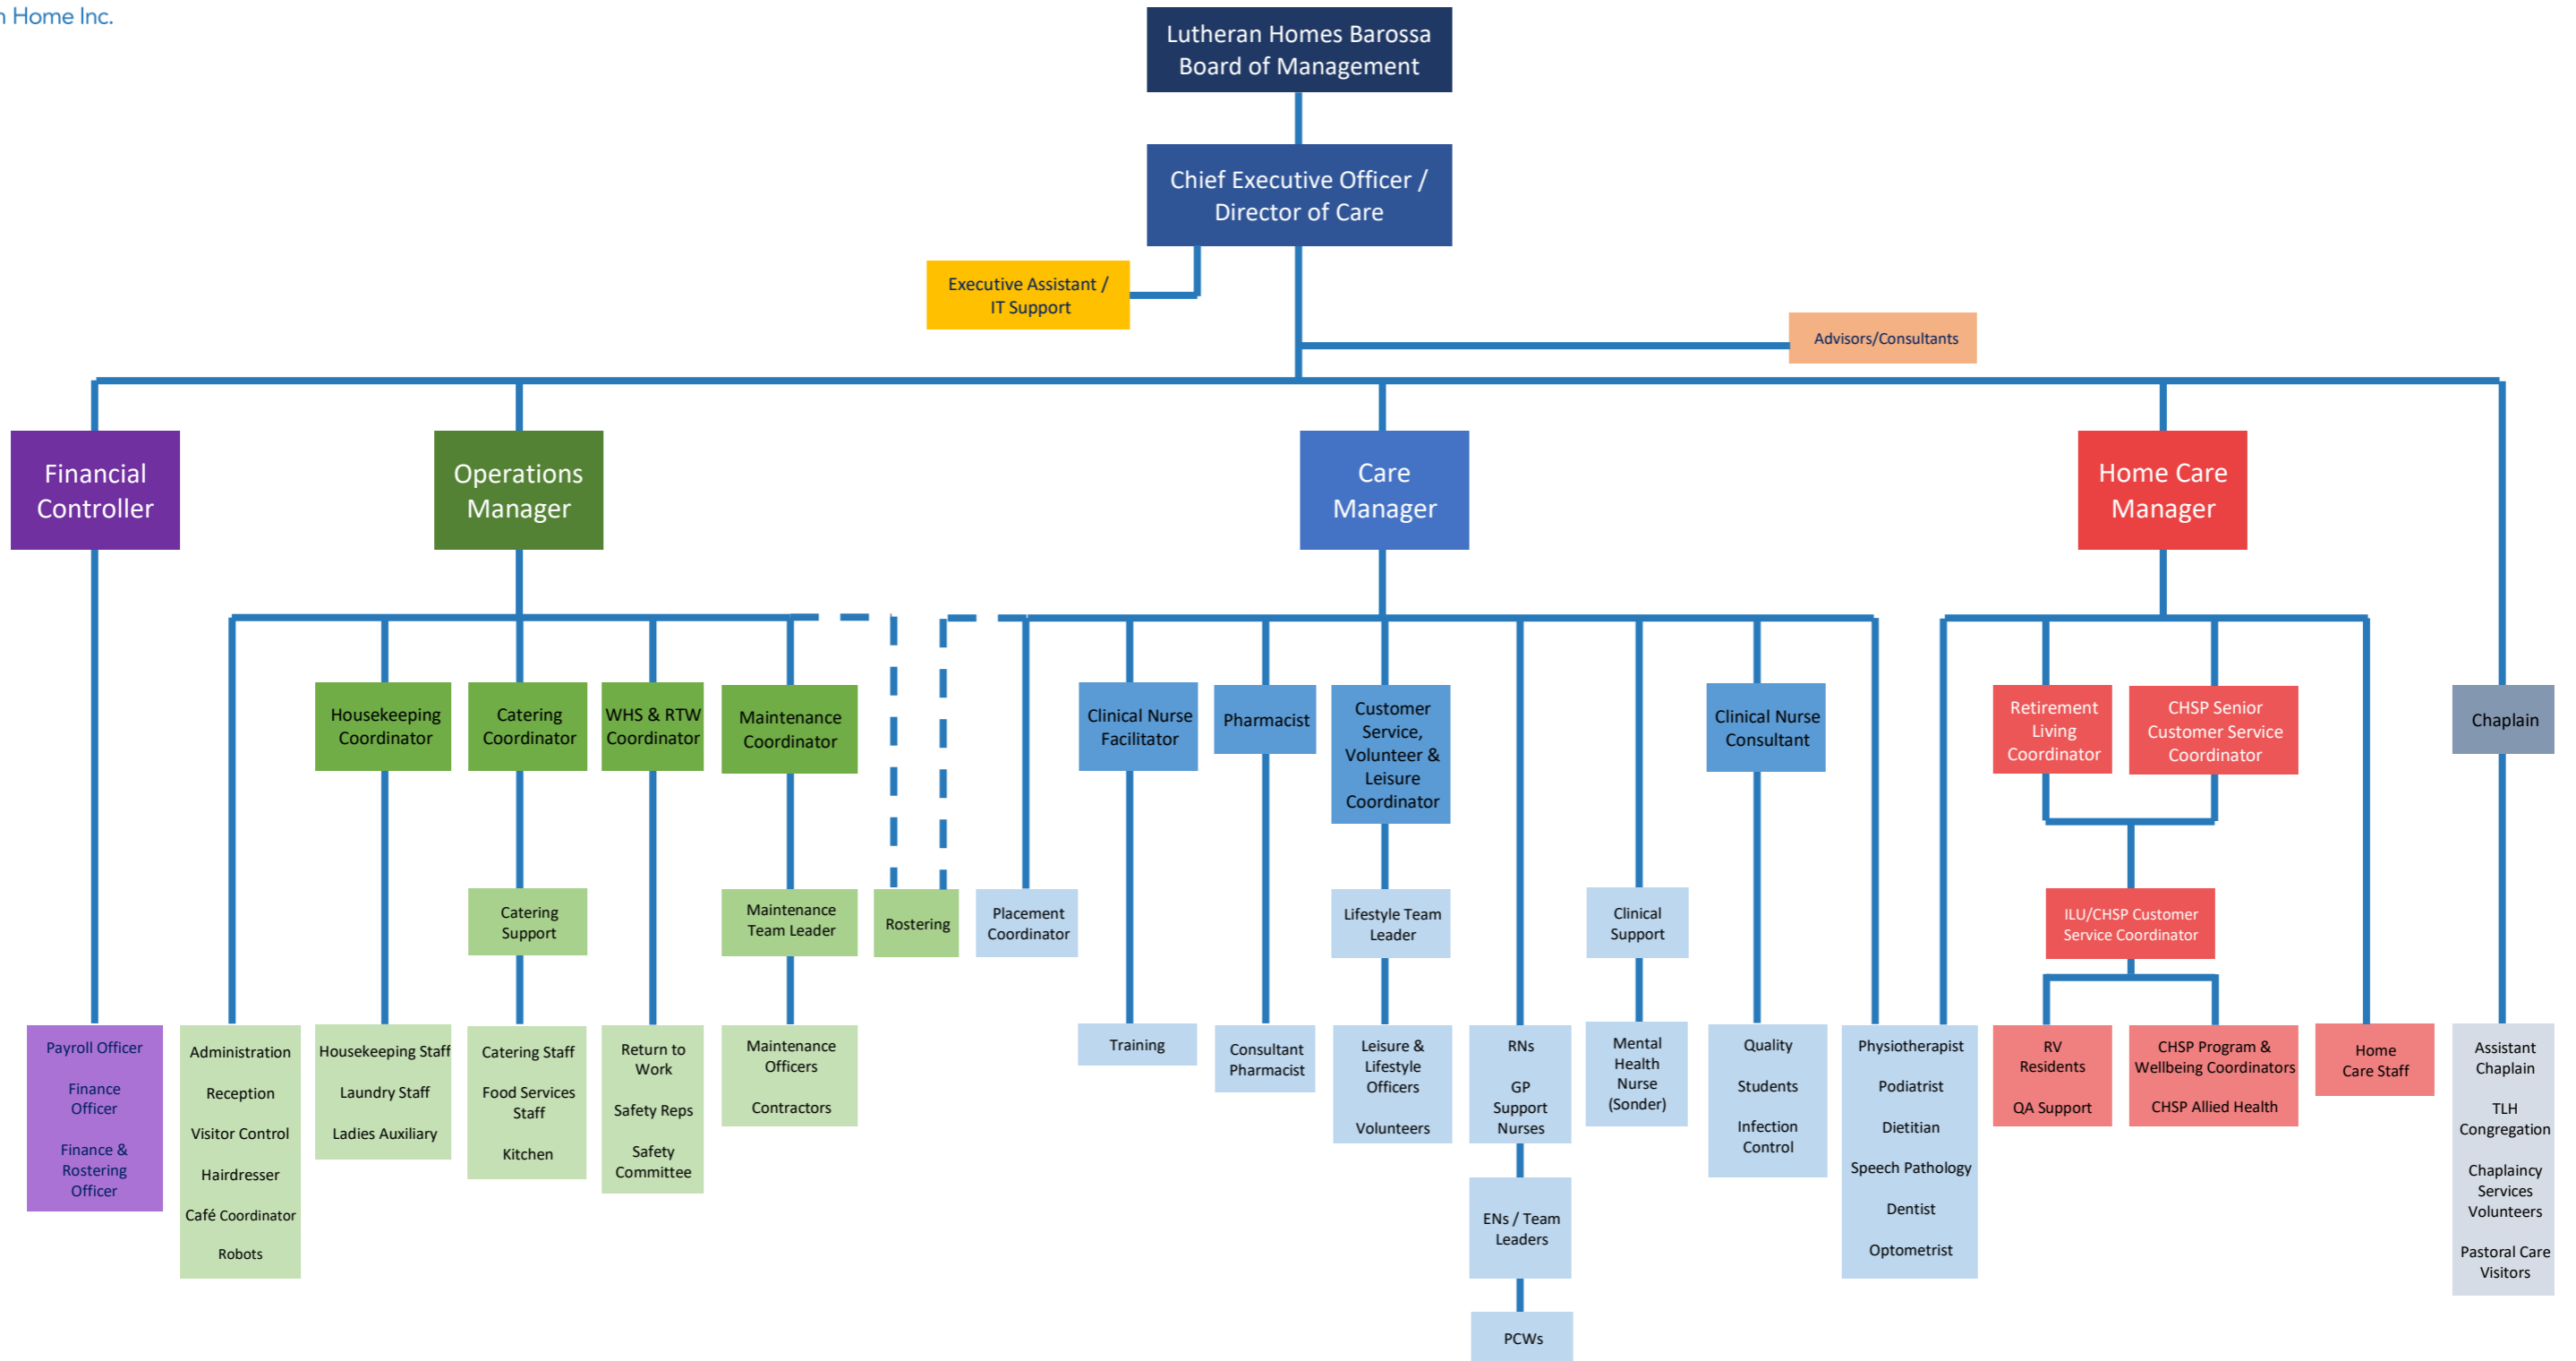 Home Inc.
Lutheran Homes Barossa
Board of Management
Chief Executive Officer /
Director of Care
Executive Assistant /
IT Support
Advisors/Consultants
Financial
Controller
Operations
Manager
Care
Manager
Home Care
Manager
Housekeeping
Coordinator
Catering
Coordinator
WHS & RTW
Coordinator
Maintenance
Coordinator
Clinical Nurse
Facilitator
Pharmacist
Customer
Service,
Volunteer &
Leisure
Coordinator
Clinical Nurse
Consultant
Retirement
Living
Coordinator
CHSP Senior
Customer Service
Coordinator
Chaplain
Catering
Support
Maintenance
Team Leader
Rostering
Placement
Coordinator
Lifestyle Team
Leader
Clinical
Support
ILU/CHSP Customer
Service Coordinator
Payroll Officer
Finance
Officer
Finance &
Rostering
Officer
Administration
Reception
Visitor Control
Hairdresser
Café Coordinator
Robots
Housekeeping Staff
Laundry Staff
Ladies Auxiliary
Catering Staff
Food Services
Staff
Kitchen
Return to
Work
Safety Reps
Safety
Committee
Maintenance
Officers
Contractors
Training
Consultant
Pharmacist
Leisure &
Lifestyle
Officers
Volunteers
RNs
GP
Support
Nurses
ENs / Team
Leaders
PCWs
Mental
Health
Nurse
(Sonder)
Quality
Students
Infection
Control
Physiotherapist
Podiatrist
Dietitian
Speech Pathology
Dentist
Optometrist
RV
Residents
QA Support
CHSP Program &
Wellbeing Coordinators
CHSP Allied Health
Home
Care Staff
Assistant
Chaplain
TLH
Congregation
Chaplaincy
Services
Volunteers
Pastoral Care
Visitors